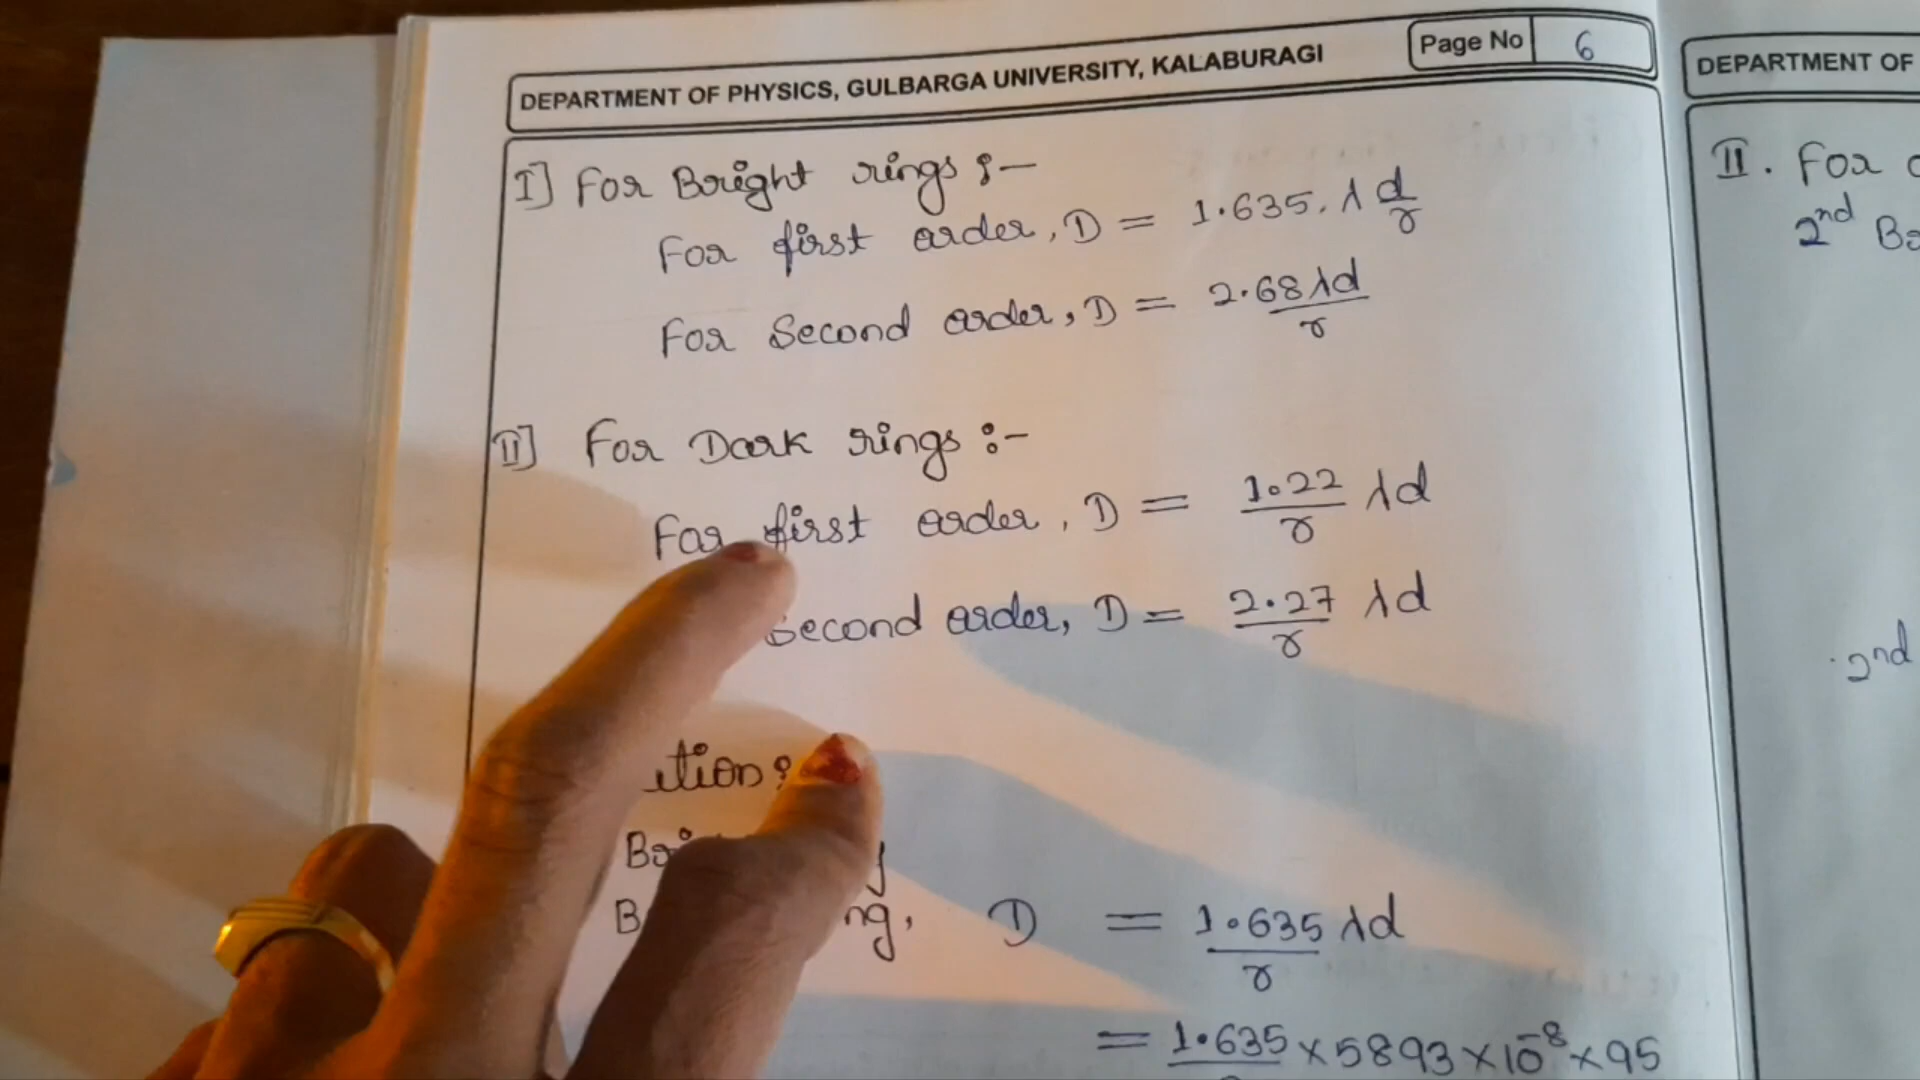 DEPARTMENT OF PHYSICS, GULBARGA UNIVERSITY, KALABURAGI
Page No 6
I] For Bright rings :-
For first order, D = 1.635. λ d/r
For Second order, D = 2.68λd/r
II] For Dark rings :-
For first order, D = 1.22/r λd
Second order, D = 2.27/r λd
D = 1.635 λd/r
= 1.635 × 5893 × 10⁻⁸ × 95
DEPARTMENT OF
II. For
2nd
2nd